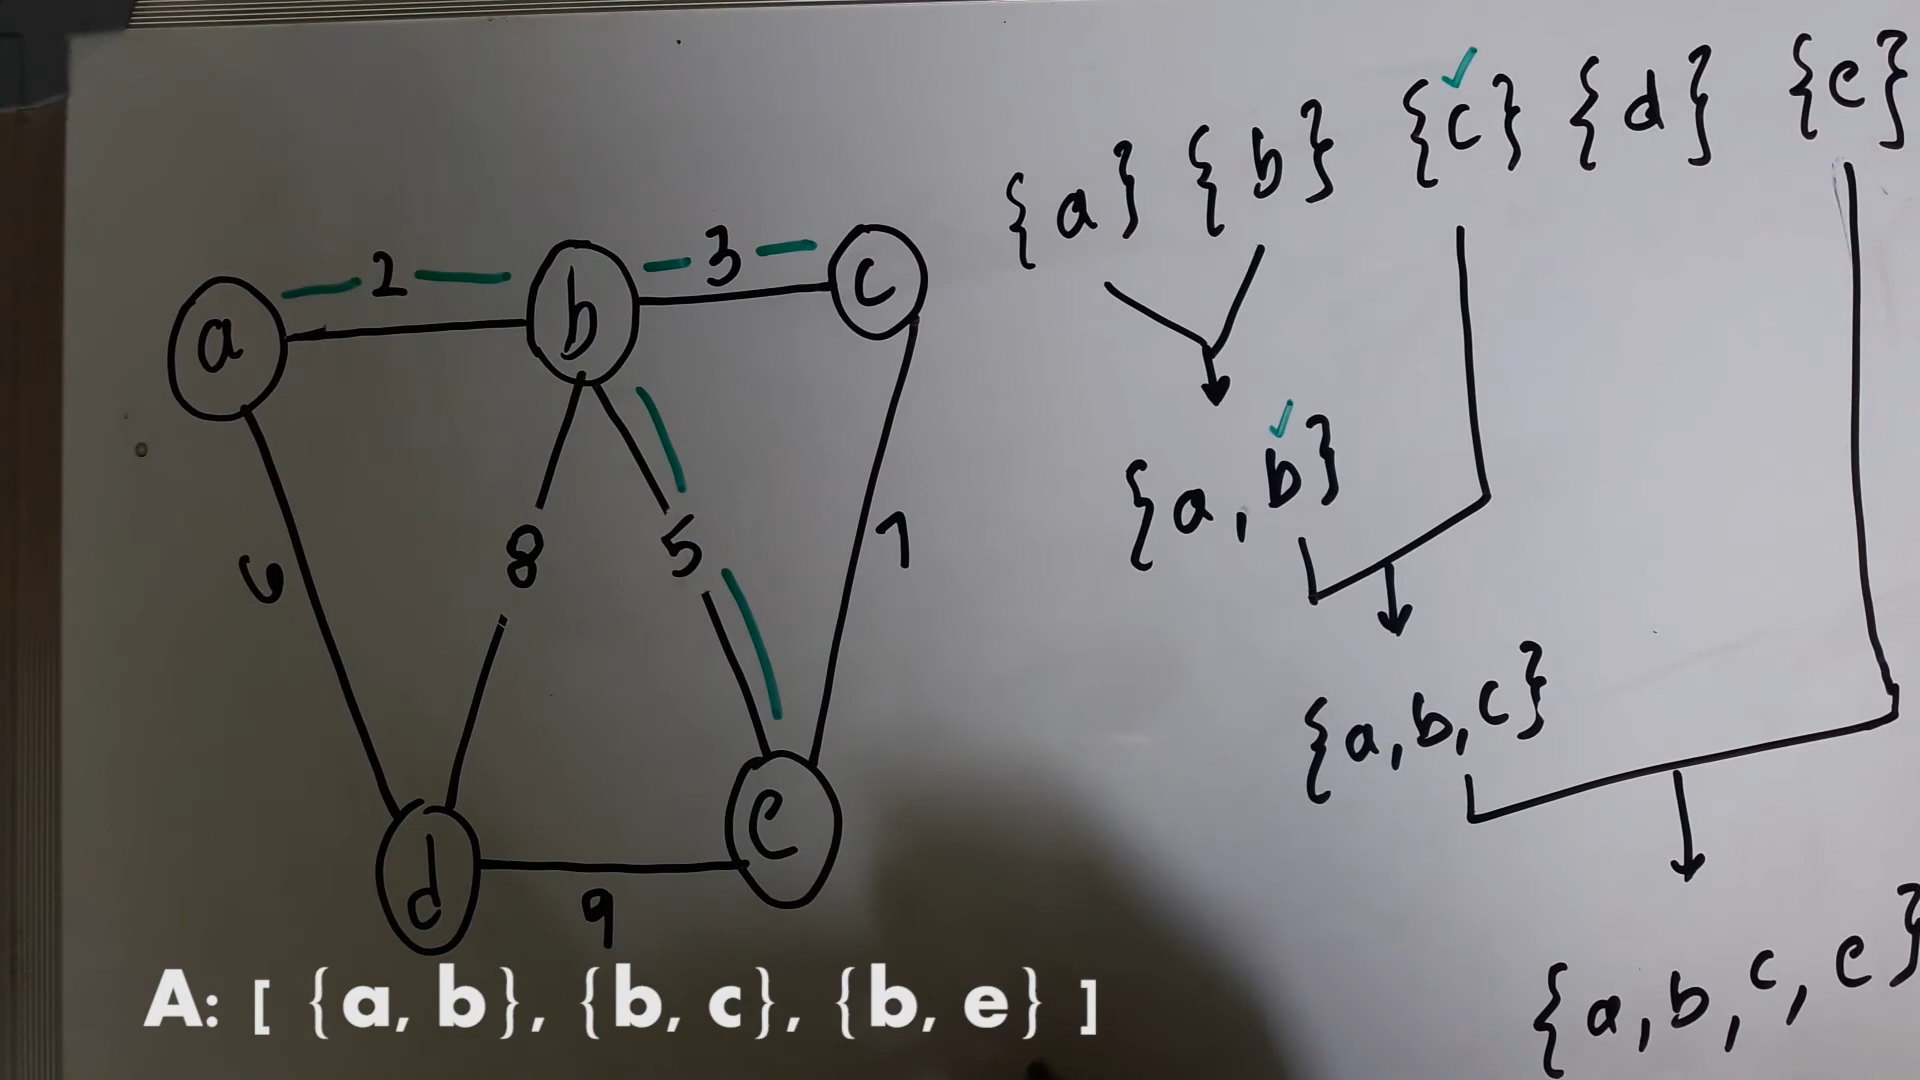 {a} {b} {c} {d} {e}
2
3
a
b
c
{a, b}
6
8
5
7
{a, b, c}
d
e
9
{a, b, c, e}
A: [ {a, b}, {b, c}, {b, e} ]